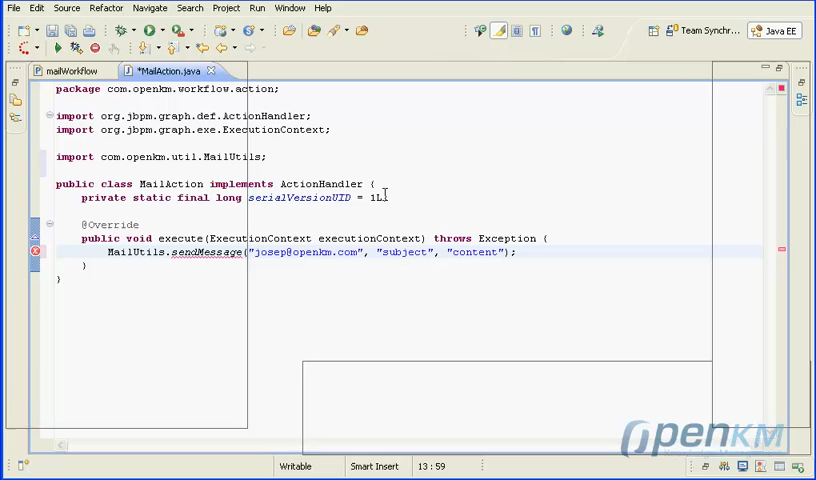 File Edit Refactor Source Navigate Search Project Run Window Help
Team Synchr...
Java EE
mailWorkflow
*MailAction.java
package com.openkm.workflow.action;
import org.jbpm.graph.def.ActionHandler;
import org.jbpm.graph.exe.ExecutionContext;
import com.openkm.util.MailUtils;
public class MailAction implements ActionHandler {
private static final long serialVersionUID = 1L;
@Override
public void execute(ExecutionContext executionContext) throws Exception {
MailUtils.sendMessage("josep@openkm.com", "subject", "content");
}
}
OpenKM
Knowledge Management
Writable
Smart Insert
13 : 59